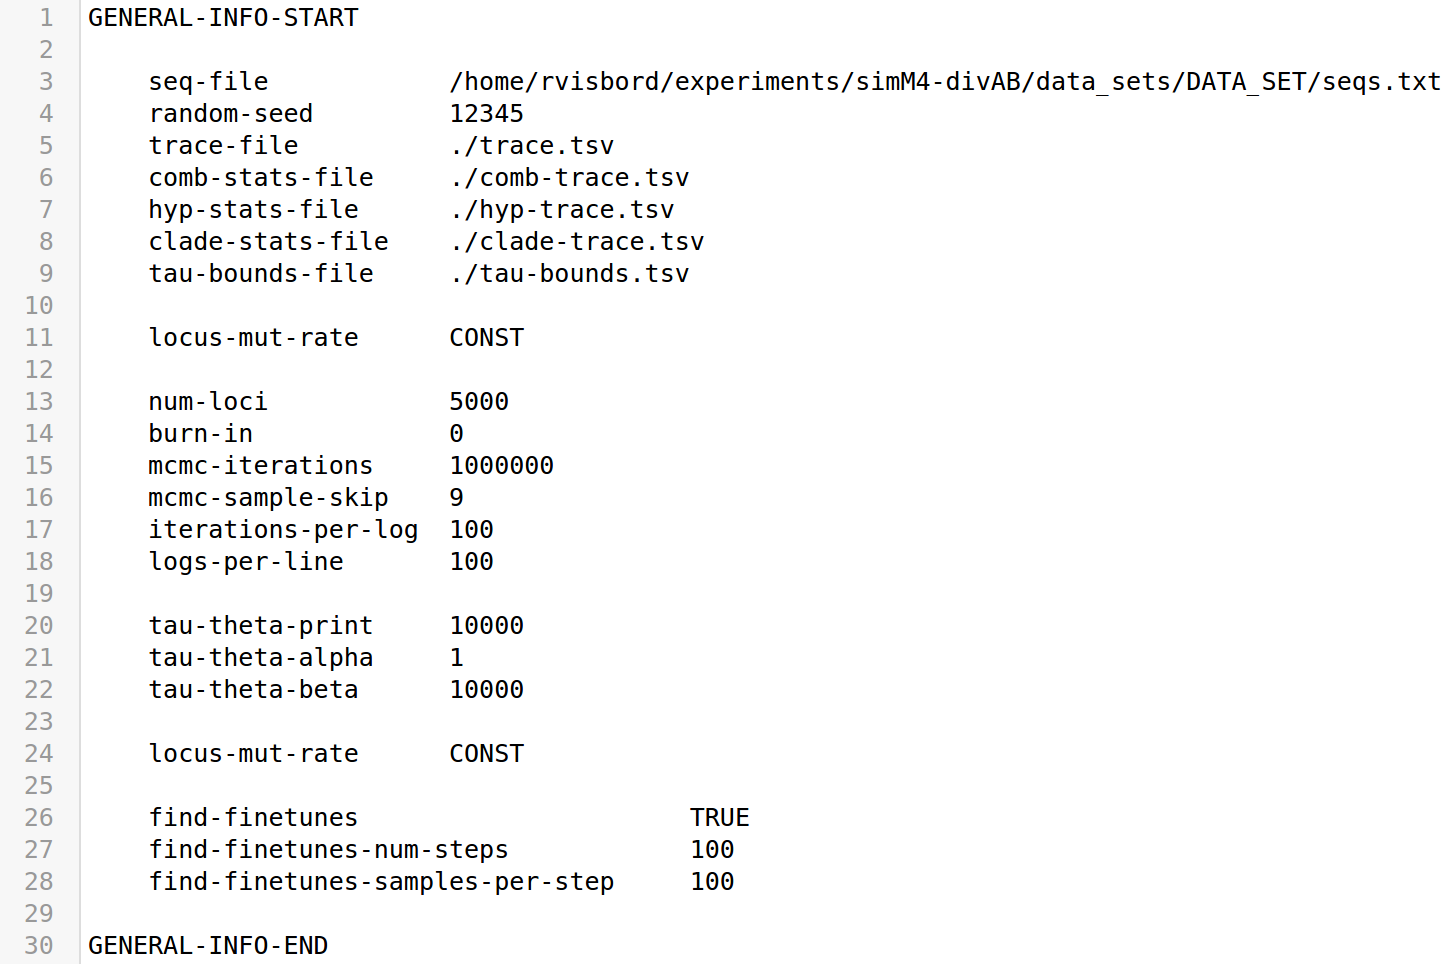 1 GENERAL-INFO-START
2
3     seq-file            /home/rvisbord/experiments/simM4-divAB/data_sets/DATA_SET/seqs.txt
4     random-seed         12345
5     trace-file          ./trace.tsv
6     comb-stats-file     ./comb-trace.tsv
7     hyp-stats-file      ./hyp-trace.tsv
8     clade-stats-file    ./clade-trace.tsv
9     tau-bounds-file     ./tau-bounds.tsv
10
11     locus-mut-rate      CONST
12
13     num-loci            5000
14     burn-in             0
15     mcmc-iterations     1000000
16     mcmc-sample-skip    9
17     iterations-per-log  100
18     logs-per-line       100
19
20     tau-theta-print     10000
21     tau-theta-alpha     1
22     tau-theta-beta      10000
23
24     locus-mut-rate      CONST
25
26     find-finetunes                      TRUE
27     find-finetunes-num-steps            100
28     find-finetunes-samples-per-step     100
29
30 GENERAL-INFO-END